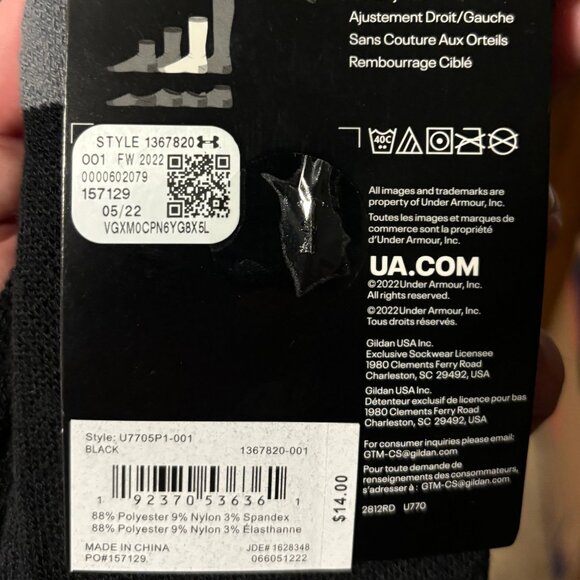 Ajustement Droit/Gauche
Sans Couture Aux Orteils
Rembourrage Ciblé
STYLE 1367820
001 FW 2022
0000602079
157129
05/22
VGXM0CPN6YG8X5L
40C
All images and trademarks are
property of Under Armour, Inc.
Toutes les images et marques de
commerce sont la propriété
d'Under Armour, Inc.
UA.COM
©2022Under Armour, Inc.
All rights reserved.
©2022Under Armour, Inc.
Tous droits réservés.
Gildan USA Inc.
Exclusive Sockwear Licensee
1980 Clements Ferry Road
Charleston, SC 29492, USA
Gildan USA Inc.
Détenteur exclusif de licence pour bas
1980 Clements Ferry Road
Charleston, SC 29492, USA
For consumer inquiries please email:
GTM-CS@gildan.com
Pour toute demande de
renseignements des consommateurs,
s'adresser à : GTM-CS@gildan.com
2812RD U770
Style: U7705P1-001
BLACK 1367820-001
1 92370 53636 1
$14.00
88% Polyester 9% Nylon 3% Spandex
88% Polyester 9% Nylon 3% Élasthanne
MADE IN CHINA JDE# 1628348
PO#157129 066051222